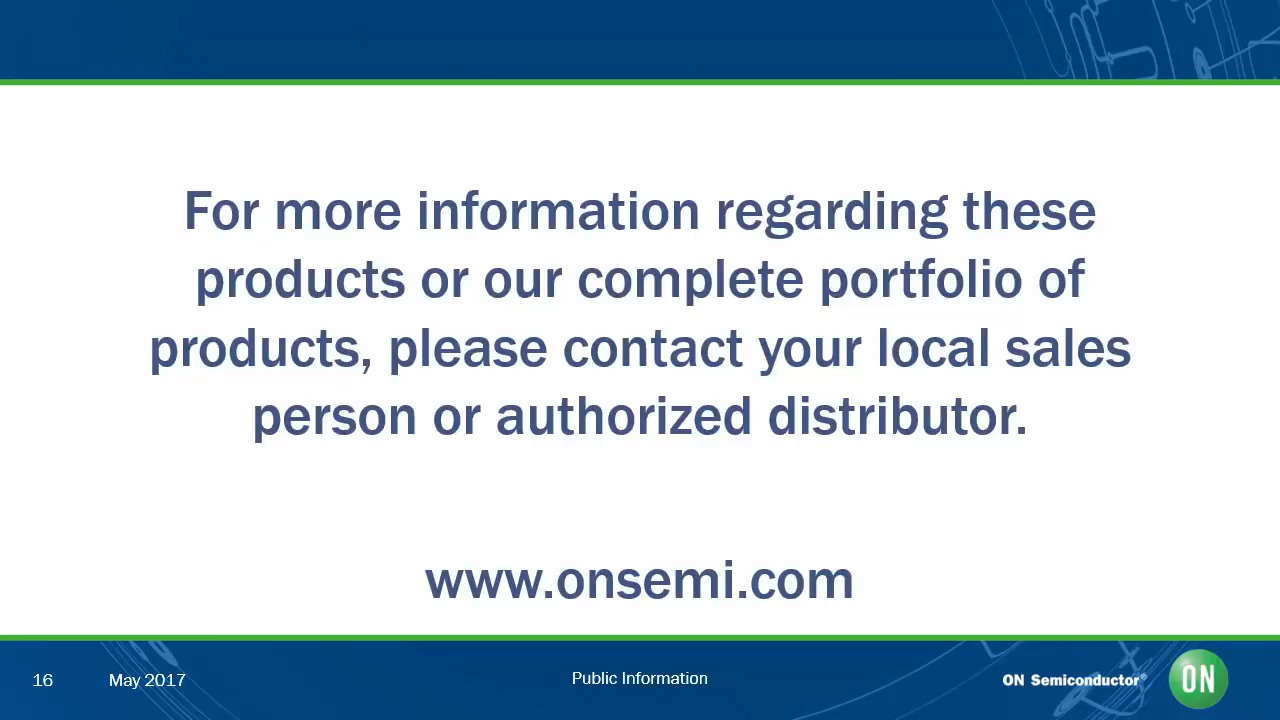 For more information regarding these
products or our complete portfolio of
products, please contact your local sales
person or authorized distributor.
www.onsemi.com
16
May 2017
Public Information
ON Semiconductor®
ON